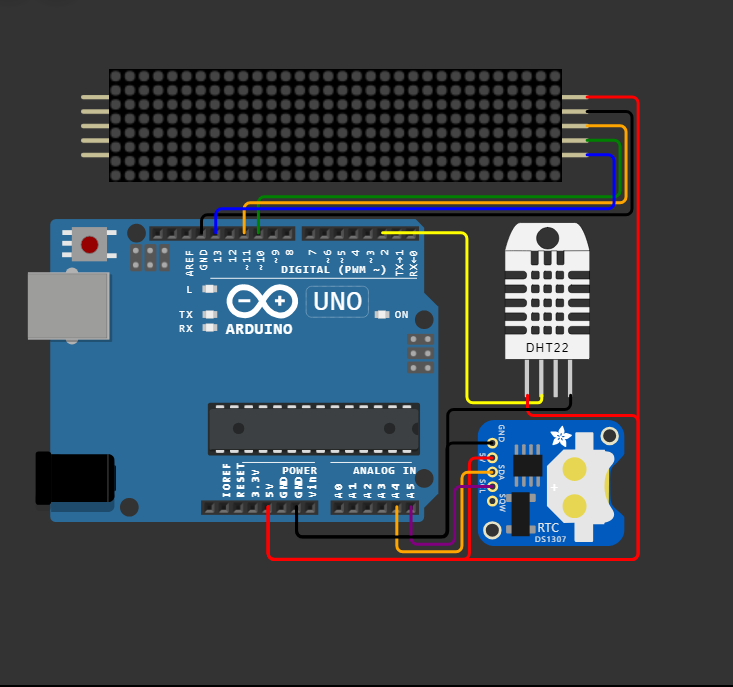 AREF
GND
13
12
~11
~10
~9
8
7
~6
~5
4
~3
2
TX→1
RX←0
DIGITAL (PWM ~)
L
TX
RX
UNO
ARDUINO
ON
DHT22
IOREF
RESET
3.3V
5V
GND
GND
Vin
POWER
ANALOG IN
A0
A1
A2
A3
A4
A5
GND
5V
SDA
SCL
SQW
RTC
DS1307